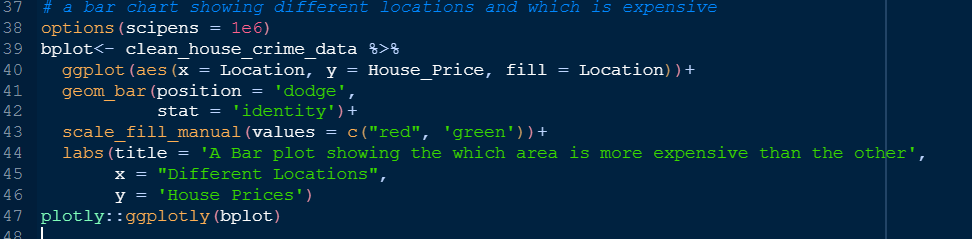 37 # a bar chart showing different locations and which is expensive
38 options(scipens = 1e6)
39 bplot<- clean_house_crime_data %>%
40   ggplot(aes(x = Location, y = House_Price, fill = Location))+
41   geom_bar(position = 'dodge',
42            stat = 'identity')+
43   scale_fill_manual(values = c("red", 'green'))+
44   labs(title = 'A Bar plot showing the which area is more expensive than the other',
45        x = "Different Locations",
46        y = 'House Prices')
47 plotly::ggplotly(bplot)
48